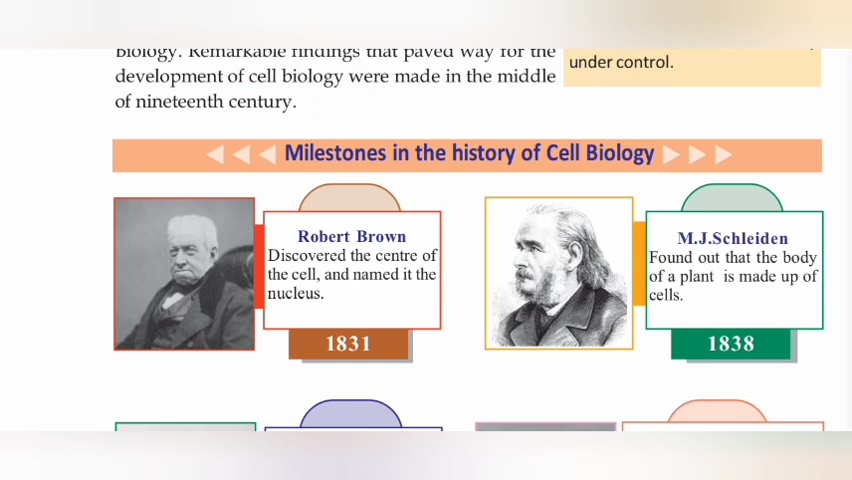 Biology. Remarkable findings that paved way for the
development of cell biology were made in the middle
of nineteenth century.
under control.
Milestones in the history of Cell Biology
Robert Brown
Discovered the centre of
the cell, and named it the
nucleus.
1831
M.J.Schleiden
Found out that the body
of a plant is made up of
cells.
1838